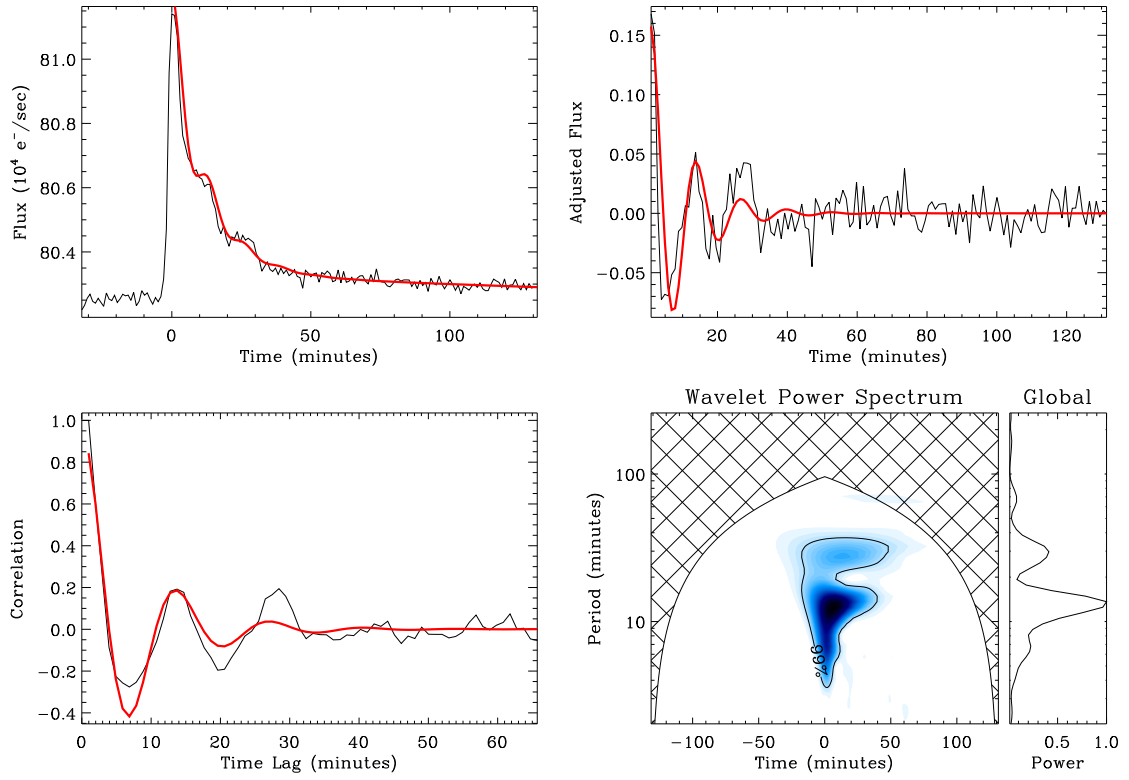 81.0
80.8
80.6
80.4
Flux (10⁴ e⁻/sec)
0 50 100
Time (minutes)
0.15
0.10
0.05
0.00
−0.05
Adjusted Flux
20 40 60 80 100 120
Time (minutes)
1.0
0.8
0.6
0.4
0.2
0.0
−0.2
−0.4
Correlation
0 10 20 30 40 50 60
Time Lag (minutes)
Wavelet Power Spectrum
Global
100
10
Period (minutes)
99%
−100 −50 0 50 100
Time (minutes)
0.5 1.0
Power